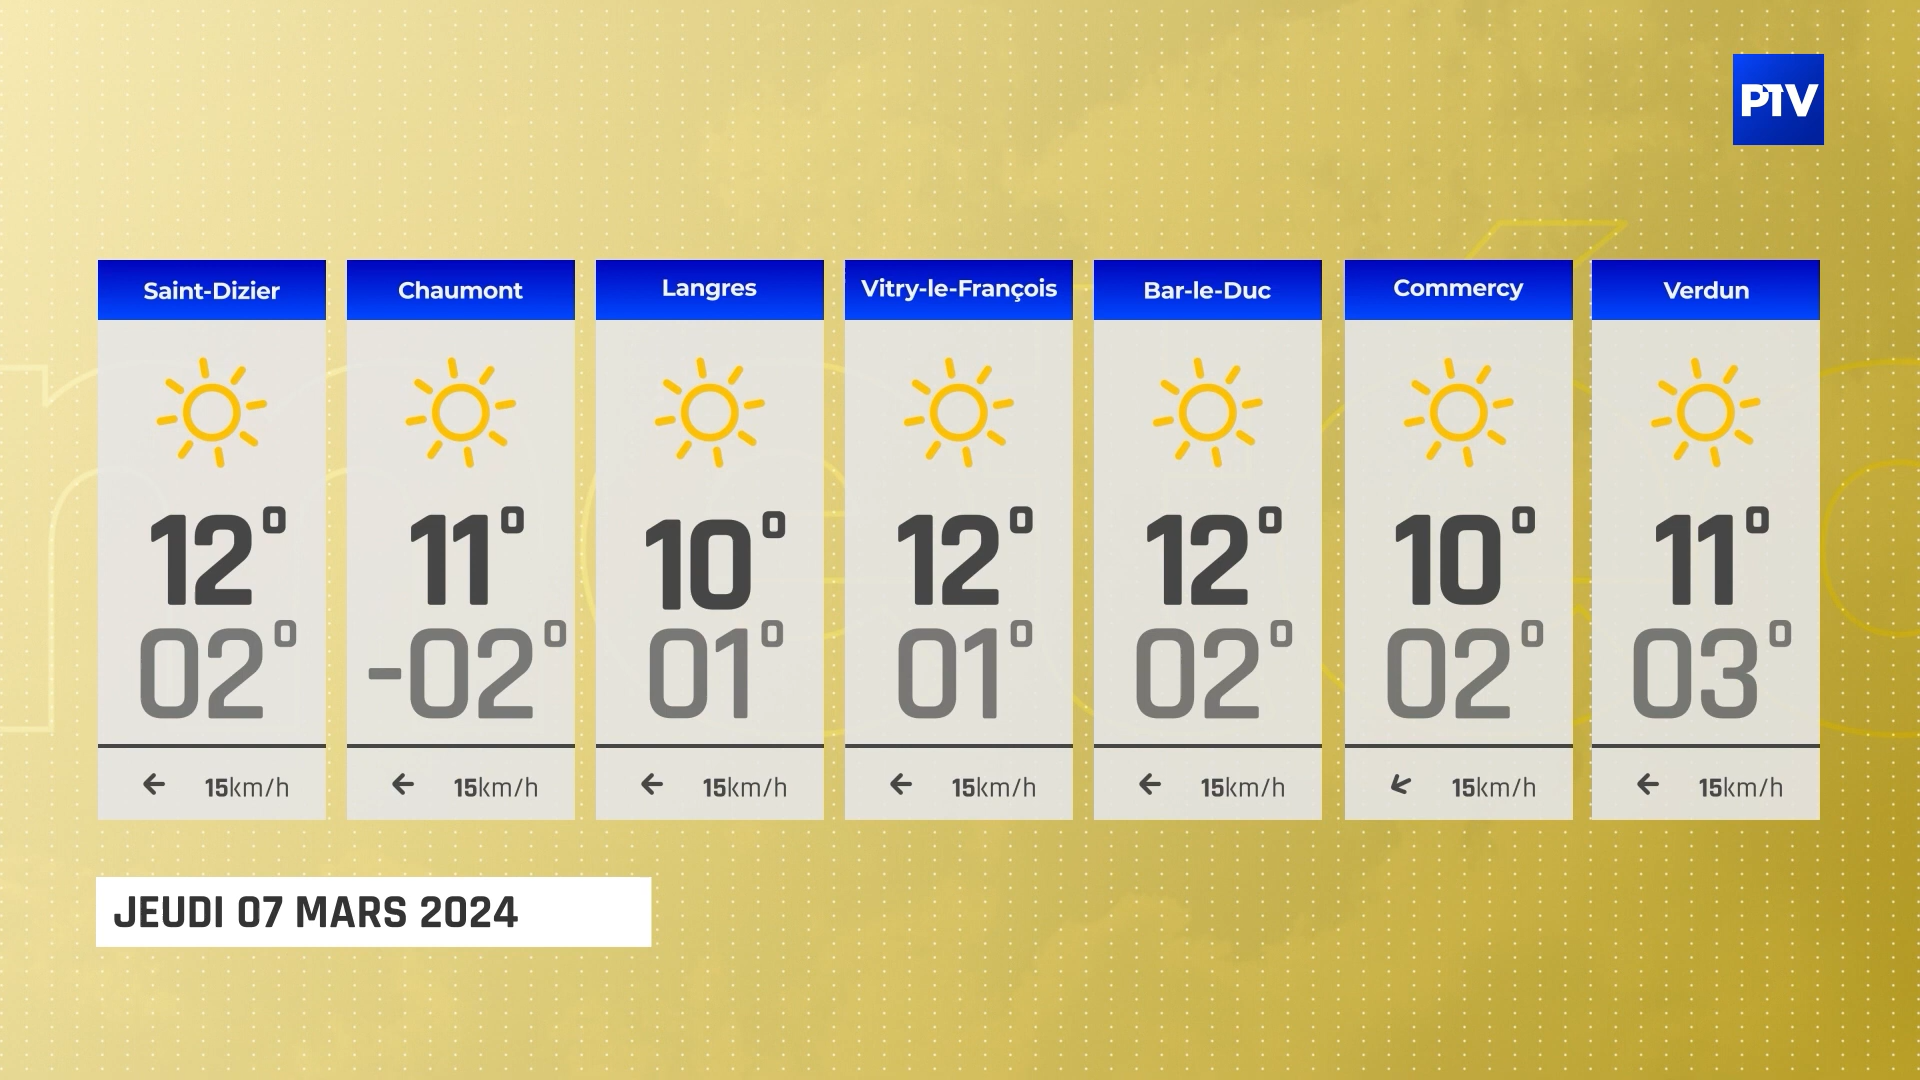 PTV
Saint-Dizier
12°
02°
15km/h
Chaumont
11°
-02°
15km/h
Langres
10°
01°
15km/h
Vitry-le-François
12°
01°
15km/h
Bar-le-Duc
12°
02°
15km/h
Commercy
10°
02°
15km/h
Verdun
11°
03°
15km/h
JEUDI 07 MARS 2024